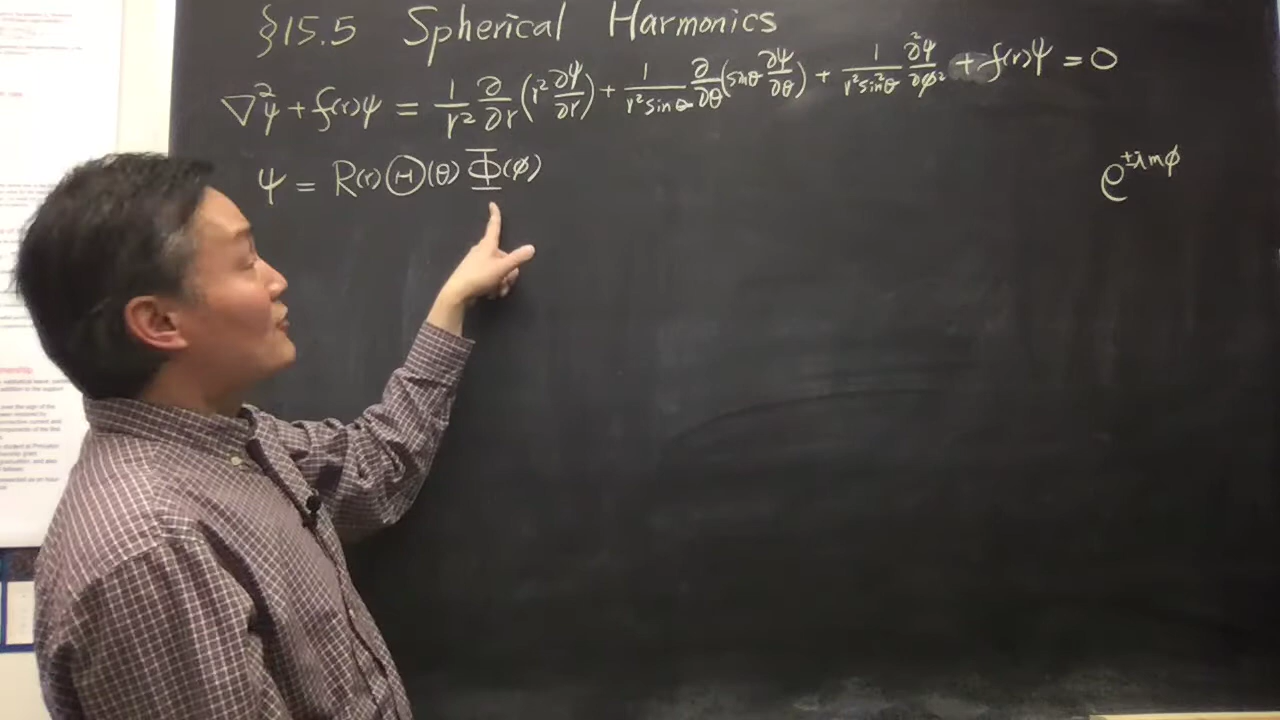 §15.5 Spherical Harmonics
∇²ψ + f(r)ψ = 1/r² ∂/∂r (r² ∂ψ/∂r) + 1/(r² sinθ) ∂/∂θ (sinθ ∂ψ/∂θ) + 1/(r² sin²θ) ∂²ψ/∂ϕ² + f(r)ψ = 0
ψ = R(r) Θ(θ) Φ(ϕ)
e^{±imϕ}